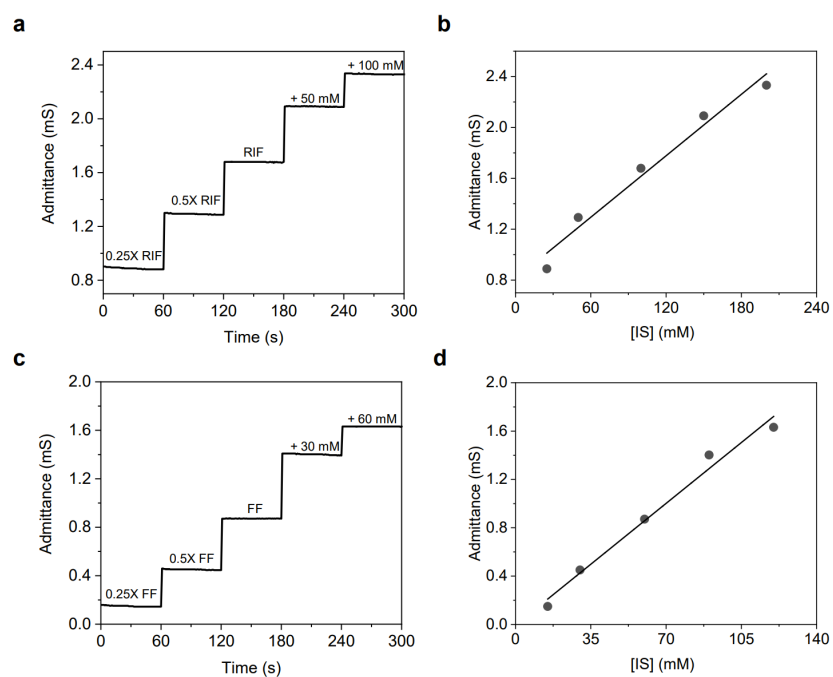 a
Admittance (mS)
2.4
2.0
1.6
1.2
0.8
0.25X RIF
0.5X RIF
RIF
+ 50 mM
+ 100 mM
0 60 120 180 240 300
Time (s)
b
Admittance (mS)
2.4
2.0
1.6
1.2
0.8
0 60 120 180 240
[IS] (mM)
c
Admittance (mS)
2.0
1.6
1.2
0.8
0.4
0.0
0.25X FF
0.5X FF
FF
+ 30 mM
+ 60 mM
0 60 120 180 240 300
Time (s)
d
Admittance (mS)
2.0
1.6
1.2
0.8
0.4
0.0
0 35 70 105 140
[IS] (mM)